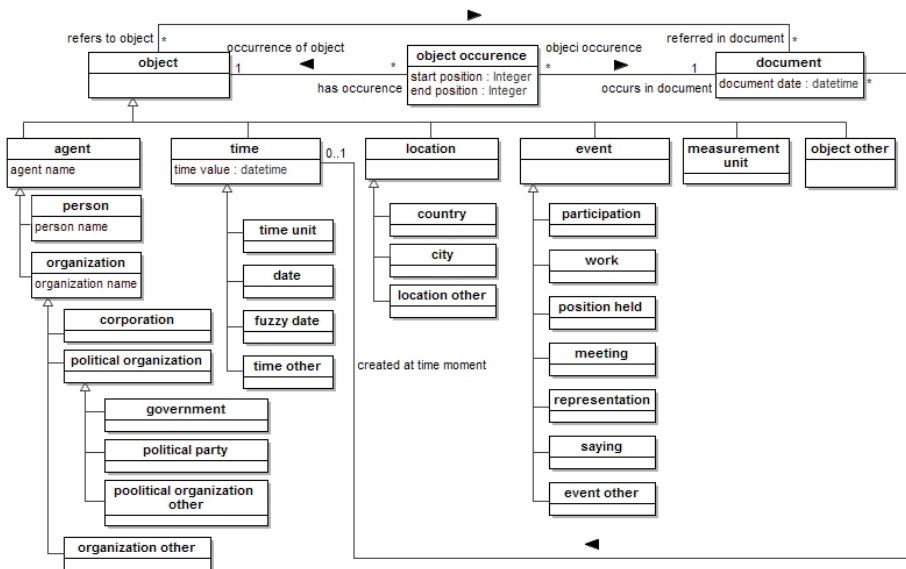 refers to object
*
*
occurrence of object
object occurence
objeci occurence
referred in document
object
1
*
start position : Integer
end position : Integer
*
1
document
document date : datetime
*
has occurence
occurs in document
agent
agent name
time
time value : datetime
0..1
location
event
measurement
unit
object other
person
person name
organization
organization name
corporation
political organization
government
political party
poolitical organization
other
organization other
time unit
date
fuzzy date
time other
created at time moment
country
city
location other
participation
work
position held
meeting
representation
saying
event other